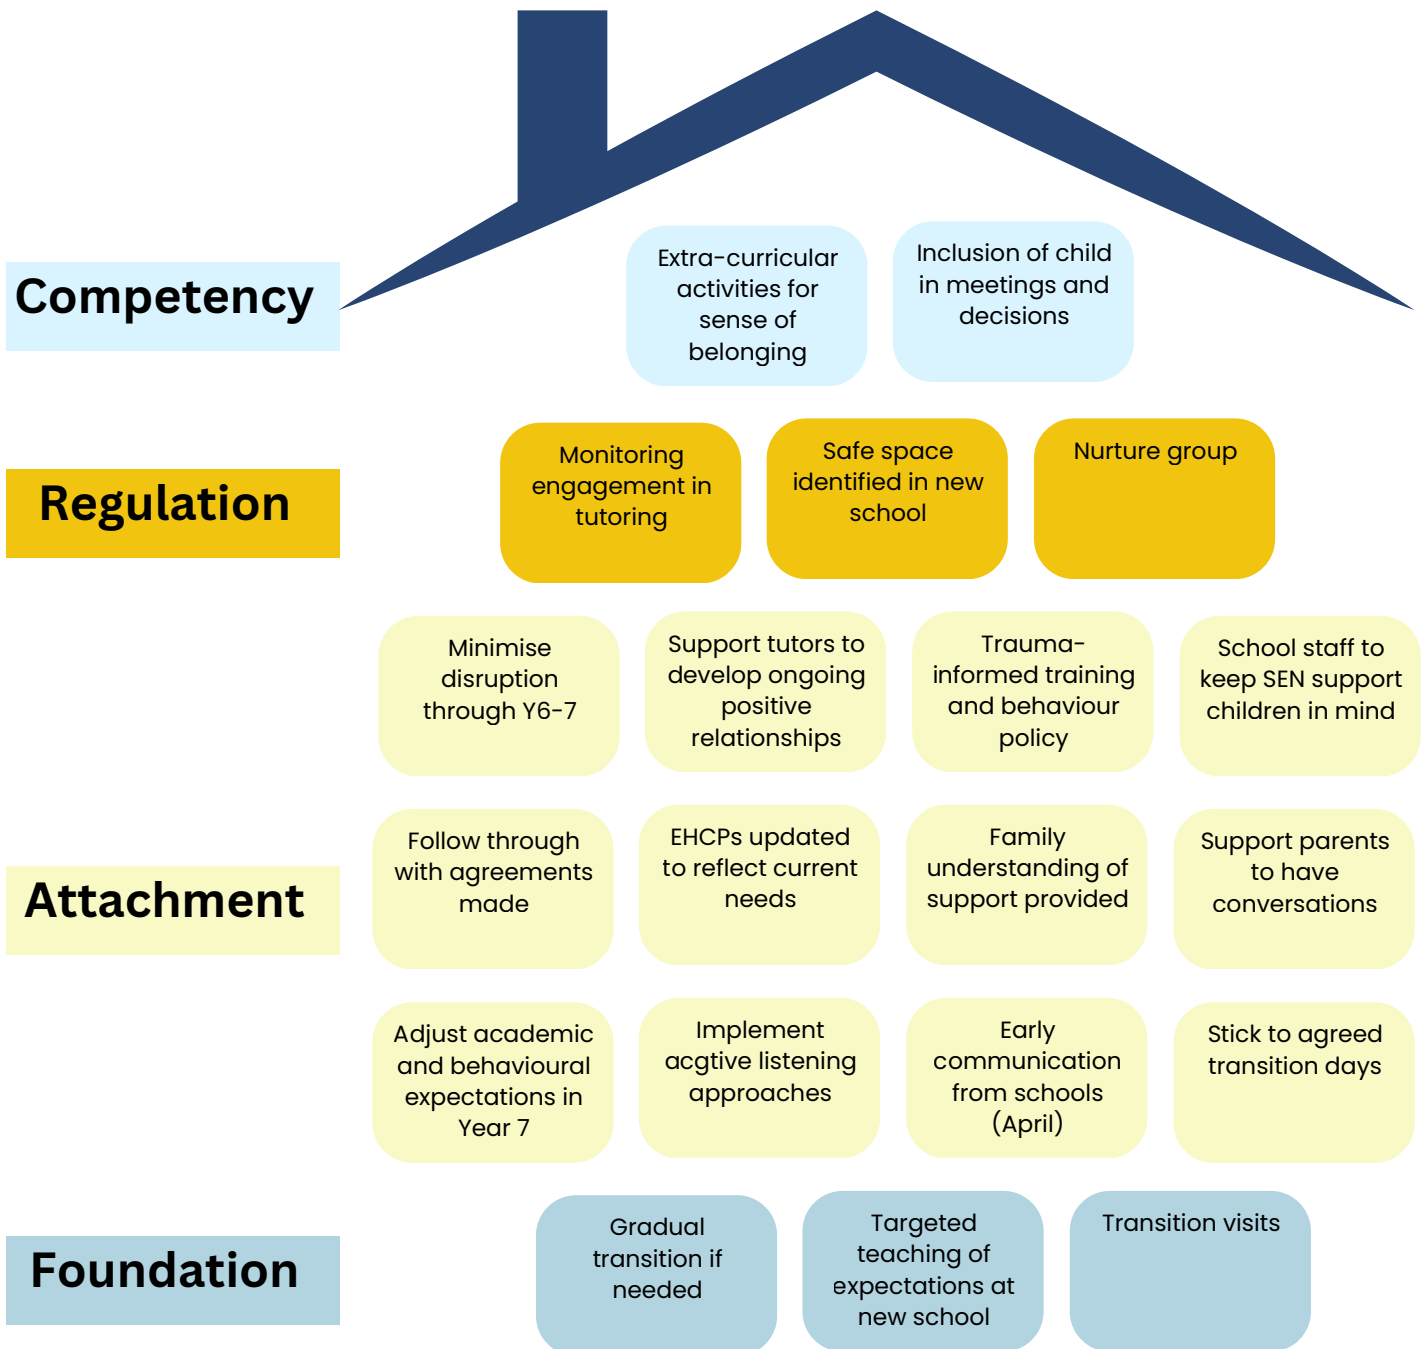 Competency
Extra-curricular
activities for
sense of
belonging
Inclusion of child
in meetings and
decisions
Regulation
Monitoring
engagement in
tutoring
Safe space
identified in new
school
Nurture group
Minimise
disruption
through Y6-7
Support tutors to
develop ongoing
positive
relationships
Trauma-
informed training
and behaviour
policy
School staff to
keep SEN support
children in mind
Attachment
Follow through
with agreements
made
EHCPs updated
to reflect current
needs
Family
understanding of
support provided
Support parents
to have
conversations
Adjust academic
and behavioural
expectations in
Year 7
Implement
acgtive listening
approaches
Early
communication
from schools
(April)
Stick to agreed
transition days
Foundation
Gradual
transition if
needed
Targeted
teaching of
expectations at
new school
Transition visits